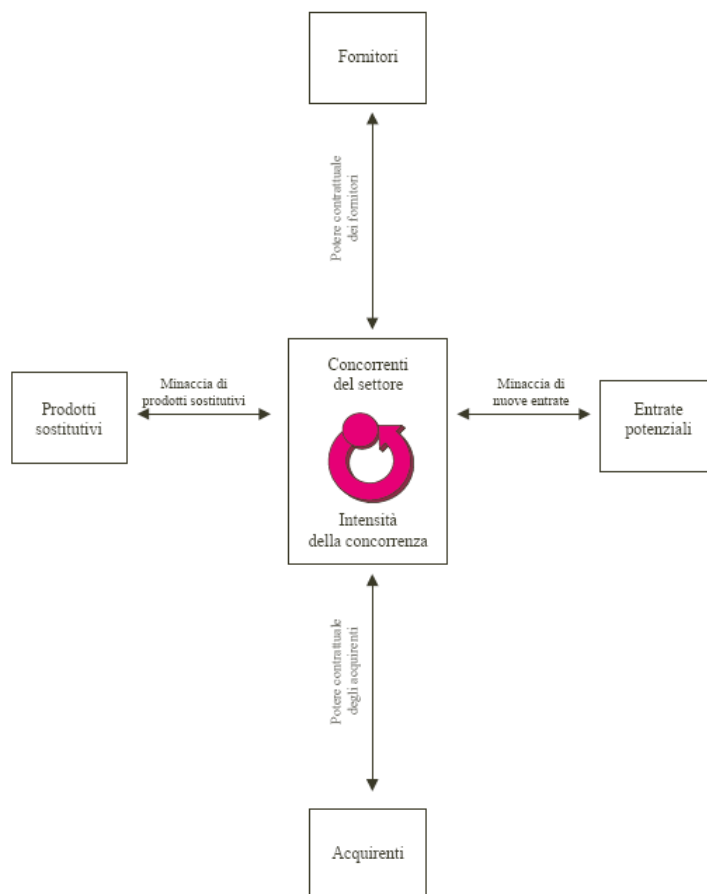 Fornitori
Potere contrattuale
dei fornitori
Concorrenti
del settore
Minaccia di
prodotti sostitutivi
Minaccia di
nuove entrate
Prodotti
sostitutivi
Entrate
potenziali
Intensità
della concorrenza
Potere contrattuale
degli acquirenti
Acquirenti